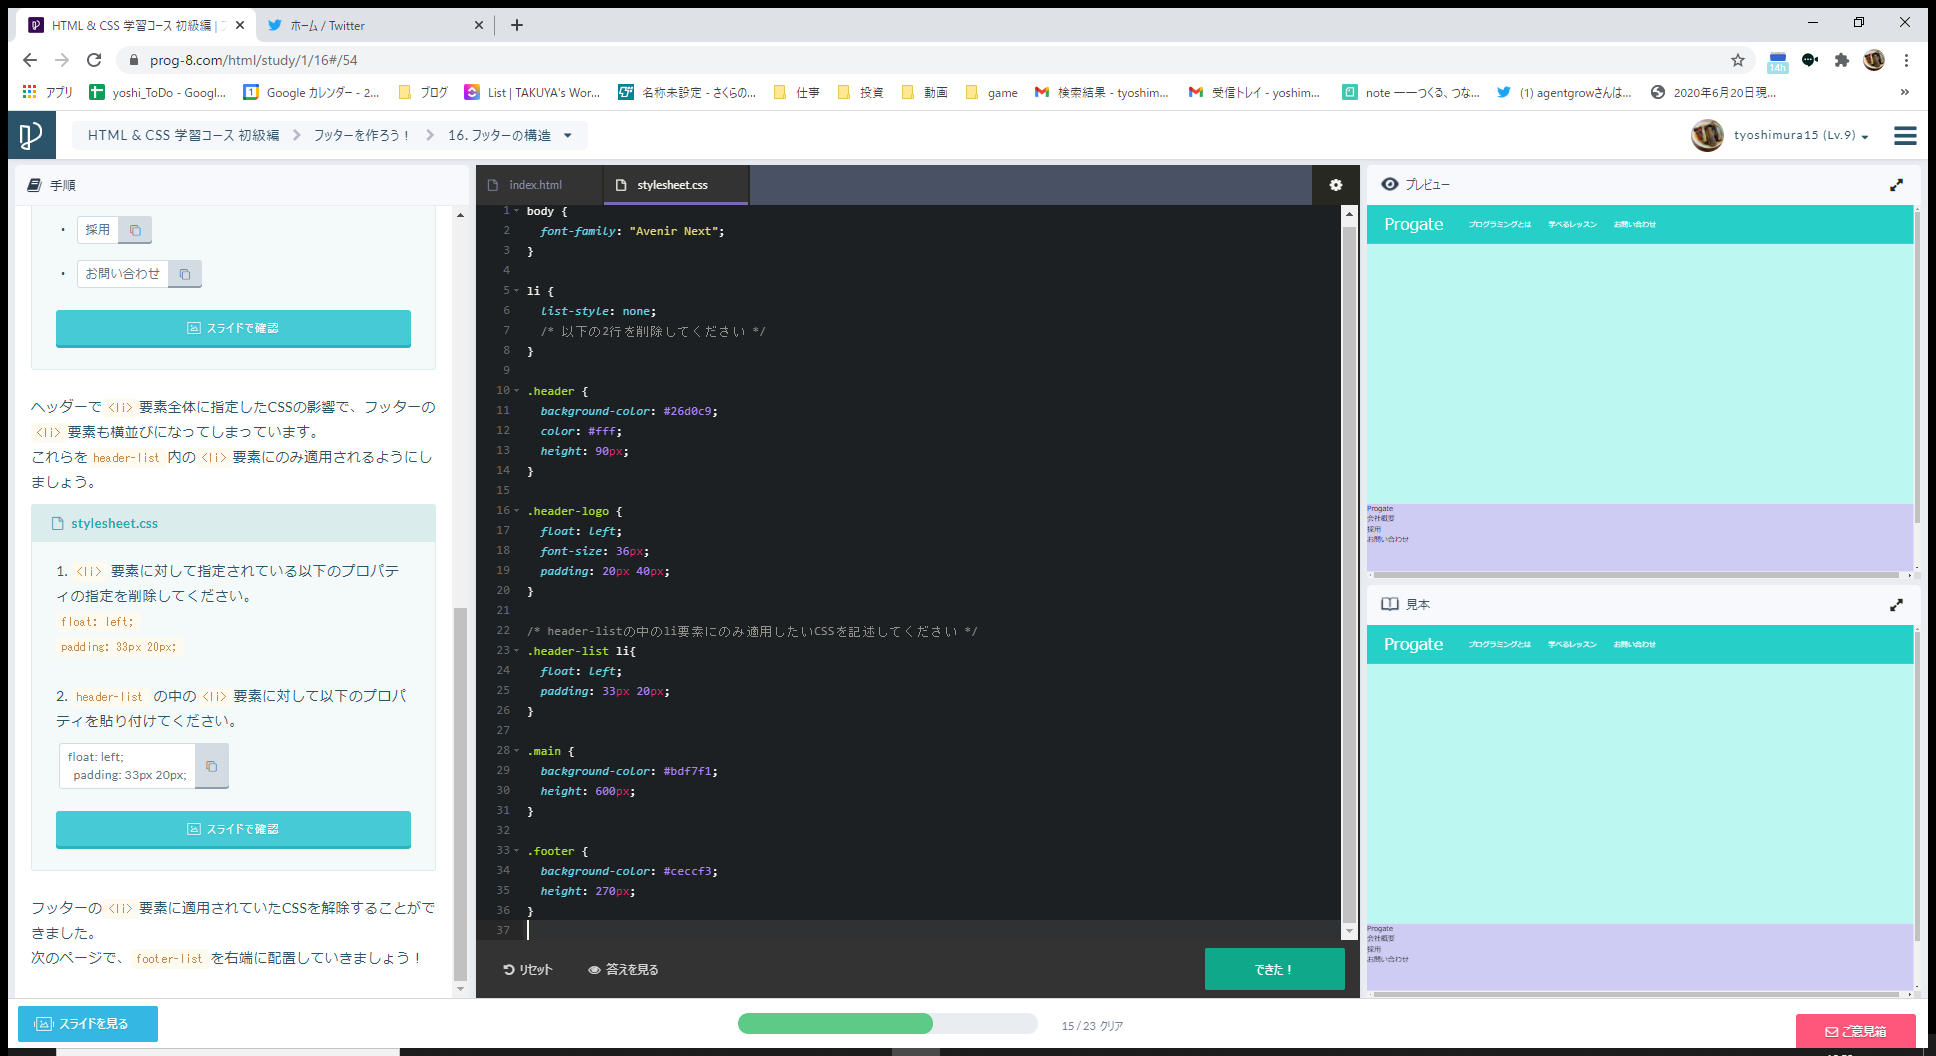 HTML & CSS 学習コース 初級編 |
ホーム / Twitter
prog-8.com/html/study/1/16#/54
14h
アプリ
yoshi_ToDo - Googl...
Google カレンダー - 2...
ブログ
List | TAKUYA's Wor...
名称未設定 - さくらの...
仕事
投資
動画
game
検索結果 - tyoshim...
受信トレイ - yoshim...
note ーーつくる、つな...
(1) agentgrowさんは...
2020年6月20日現...
»
HTML & CSS 学習コース 初級編
フッターを作ろう！
16. フッターの構造
tyoshimura15 (Lv.9)
手順
・ 採用
・ お問い合わせ
スライドで確認
ヘッダーで <li> 要素全体に指定したCSSの影響で、フッターの
<li> 要素も横並びになってしまっています。
これらを header-list 内の <li> 要素にのみ適用されるようにし
ましょう。
stylesheet.css
1. <li> 要素に対して指定されている以下のプロパテ
ィの指定を削除してください。
float: left;
padding: 33px 20px;
2. header-list の中の <li> 要素に対して以下のプロパ
ティを貼り付けてください。
float: left;
padding: 33px 20px;
スライドで確認
フッターの <li> 要素に適用されていたCSSを解除することがで
きました。
次のページで、 footer-list を右端に配置していきましょう！
スライドを見る
index.html
stylesheet.css
1 body {
2 font-family: "Avenir Next";
3 }
4
5 li {
6 list-style: none;
7 /* 以下の2行を削除してください */
8 }
9
10 .header {
11 background-color: #26d0c9;
12 color: #fff;
13 height: 90px;
14 }
15
16 .header-logo {
17 float: left;
18 font-size: 36px;
19 padding: 20px 40px;
20 }
21
22 /* header-listの中のli要素にのみ適用したいCSSを記述してください */
23 .header-list li{
24 float: left;
25 padding: 33px 20px;
26 }
27
28 .main {
29 background-color: #bdf7f1;
30 height: 600px;
31 }
32
33 .footer {
34 background-color: #ceccf3;
35 height: 270px;
36 }
37
リセット
答えを見る
できた！
15 / 23 クリア
プレビュー
Progate
プログラミングとは
学べるレッスン
お問い合わせ
Progate
会社概要
採用
お問い合わせ
見本
Progate
プログラミングとは
学べるレッスン
お問い合わせ
Progate
会社概要
採用
お問い合わせ
ご意見箱